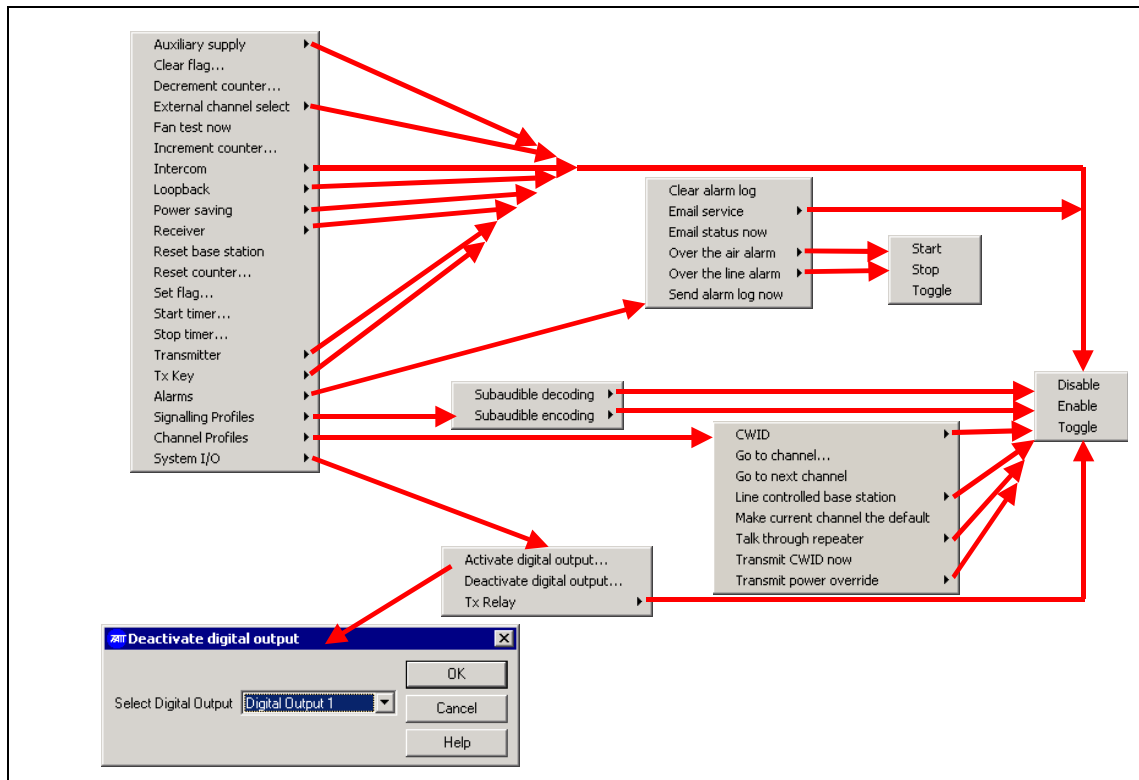 Auxiliary supply
Clear flag...
Decrement counter...
External channel select
Fan test now
Increment counter...
Intercom
Loopback
Power saving
Receiver
Reset base station
Reset counter...
Set flag...
Start timer...
Stop timer...
Transmitter
Tx Key
Alarms
Signalling Profiles
Channel Profiles
System I/O
Clear alarm log
Email service
Email status now
Over the air alarm
Over the line alarm
Send alarm log now
Start
Stop
Toggle
Subaudible decoding
Subaudible encoding
Disable
Enable
Toggle
CWID
Go to channel...
Go to next channel
Line controlled base station
Make current channel the default
Talk through repeater
Transmit CWID now
Transmit power override
Activate digital output...
Deactivate digital output...
Tx Relay
TAIT Deactivate digital output
Select Digital Output Digital Output 1
OK
Cancel
Help